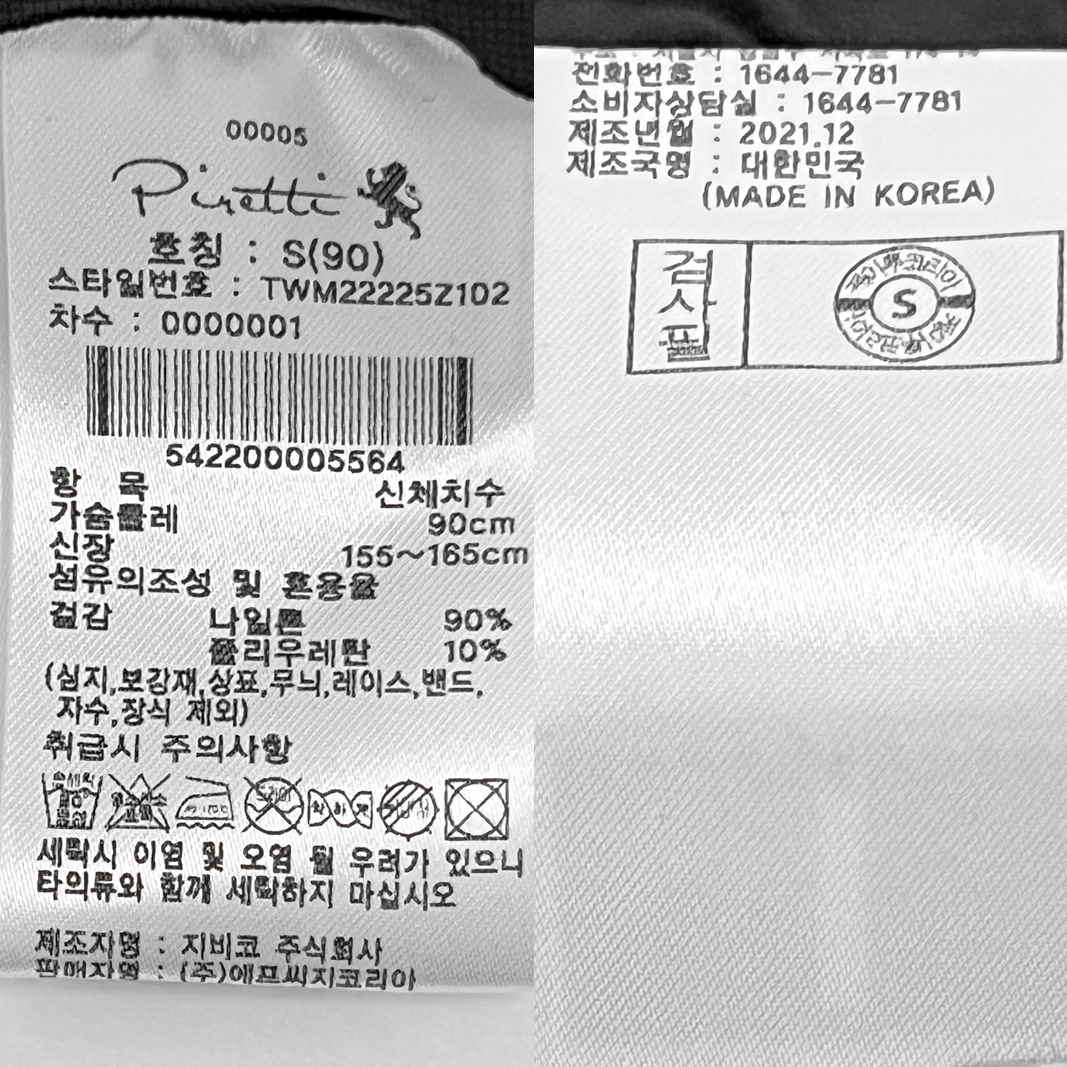 00005
Piretti
호칭 : S(90)
스타일번호 : TWM22225Z102
차수 : 0000001
542200005564
항 목 신체치수
가슴둘레 90cm
신장 155~165cm
섬유의조성 및 혼용율
겉감 나일론 90%
폴리우레탄 10%
(심지,보강재,상표,무늬,레이스,밴드,
자수,장식 제외)
취급시 주의사항
세탁시 이염 및 오염 될 우려가 있으니
타의류와 함께 세탁하지 마십시오
제조자명 : 지비코 주식회사
판매자명 : (주)에프씨지코리아
전화번호 : 1644-7781
소비자상담실 : 1644-7781
제조년월 : 2021.12
제조국명 : 대한민국
(MADE IN KOREA)
검사필
S